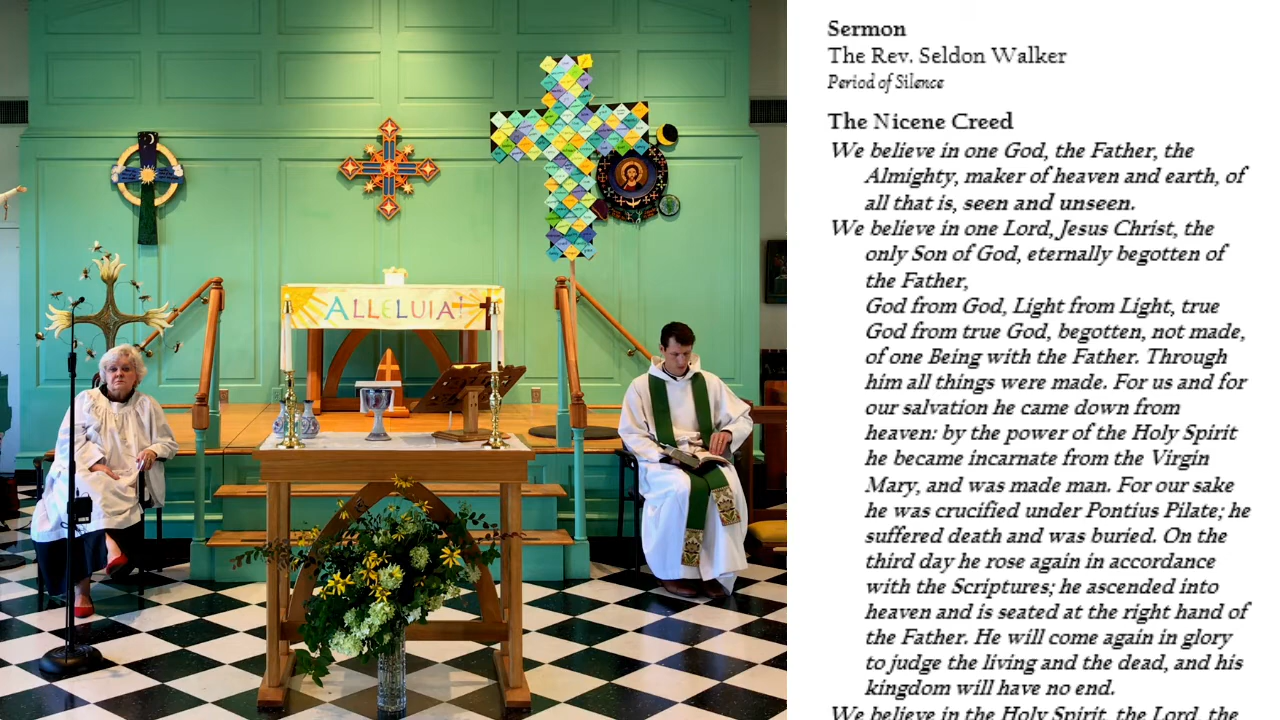 ALLELUIA!
Sermon
The Rev. Seldon Walker
Period of Silence
The Nicene Creed
We believe in one God, the Father, the
Almighty, maker of heaven and earth, of
all that is, seen and unseen.
We believe in one Lord, Jesus Christ, the
only Son of God, eternally begotten of
the Father,
God from God, Light from Light, true
God from true God, begotten, not made,
of one Being with the Father. Through
him all things were made. For us and for
our salvation he came down from
heaven: by the power of the Holy Spirit
he became incarnate from the Virgin
Mary, and was made man. For our sake
he was crucified under Pontius Pilate; he
suffered death and was buried. On the
third day he rose again in accordance
with the Scriptures; he ascended into
heaven and is seated at the right hand of
the Father. He will come again in glory
to judge the living and the dead, and his
kingdom will have no end.
We believe in the Holy Spirit, the Lord, the